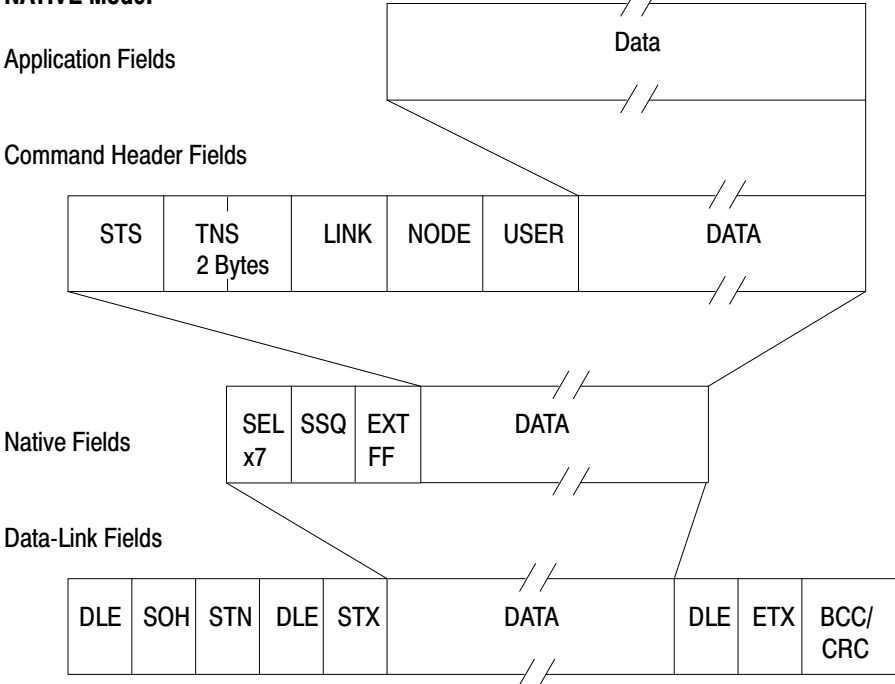 NATIVE Model
Data
Application Fields
Command Header Fields
STS TNS LINK NODE USER DATA
2 Bytes
SEL SSQ EXT DATA
x7 FF
Native Fields
Data-Link Fields
DLE SOH STN DLE STX DATA DLE ETX BCC/
CRC